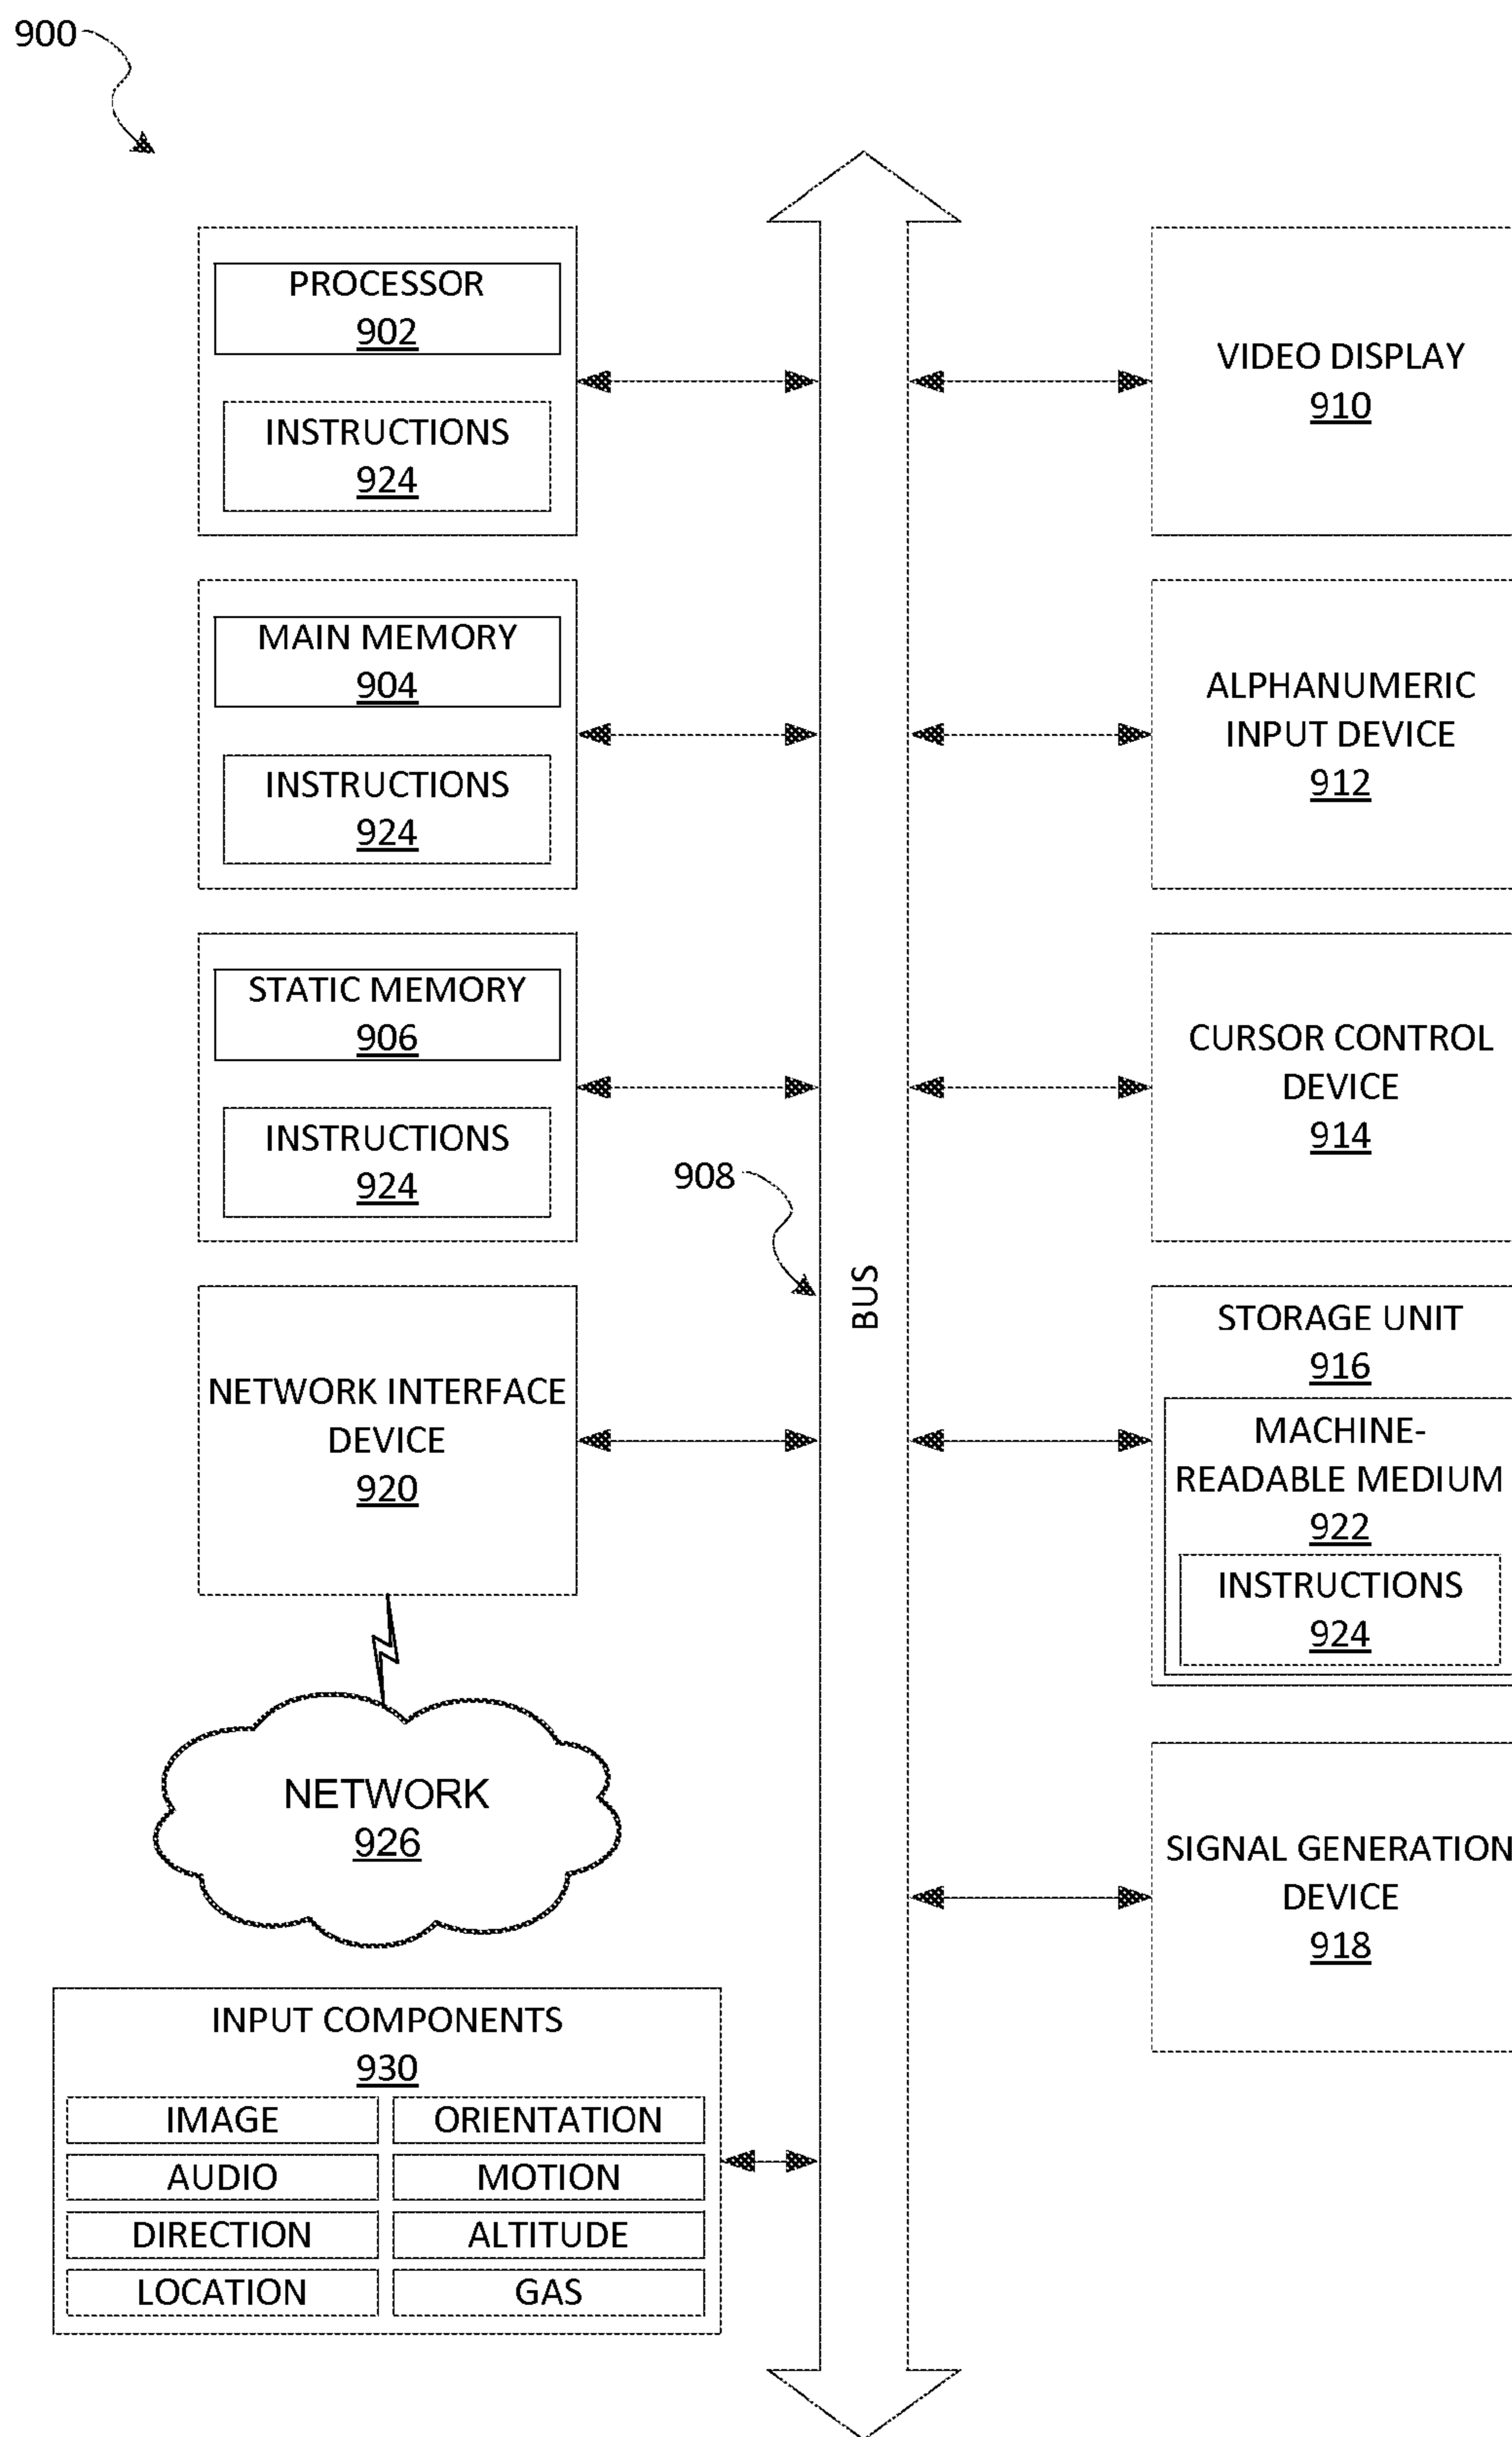 900
PROCESSOR
902
INSTRUCTIONS
924
MAIN MEMORY
904
INSTRUCTIONS
924
STATIC MEMORY
906
INSTRUCTIONS
924
NETWORK INTERFACE
DEVICE
920
NETWORK
926
INPUT COMPONENTS
930
IMAGE
ORIENTATION
AUDIO
MOTION
DIRECTION
ALTITUDE
LOCATION
GAS
908
BUS
VIDEO DISPLAY
910
ALPHANUMERIC
INPUT DEVICE
912
CURSOR CONTROL
DEVICE
914
STORAGE UNIT
916
MACHINE-
READABLE MEDIUM
922
INSTRUCTIONS
924
SIGNAL GENERATION
DEVICE
918